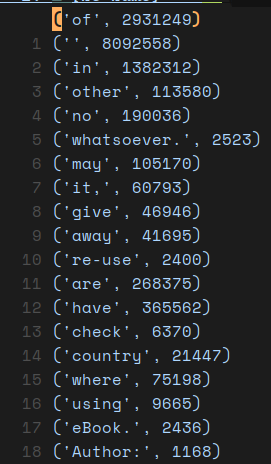 ('of', 2931249)
1 ('', 8092558)
2 ('in', 1382312)
3 ('other', 113580)
4 ('no', 190036)
5 ('whatsoever.', 2523)
6 ('may', 105170)
7 ('it,', 60793)
8 ('give', 46946)
9 ('away', 41695)
10 ('re-use', 2400)
11 ('are', 268375)
12 ('have', 365562)
13 ('check', 6370)
14 ('country', 21447)
15 ('where', 75198)
16 ('using', 9665)
17 ('eBook.', 2436)
18 ('Author:', 1168)